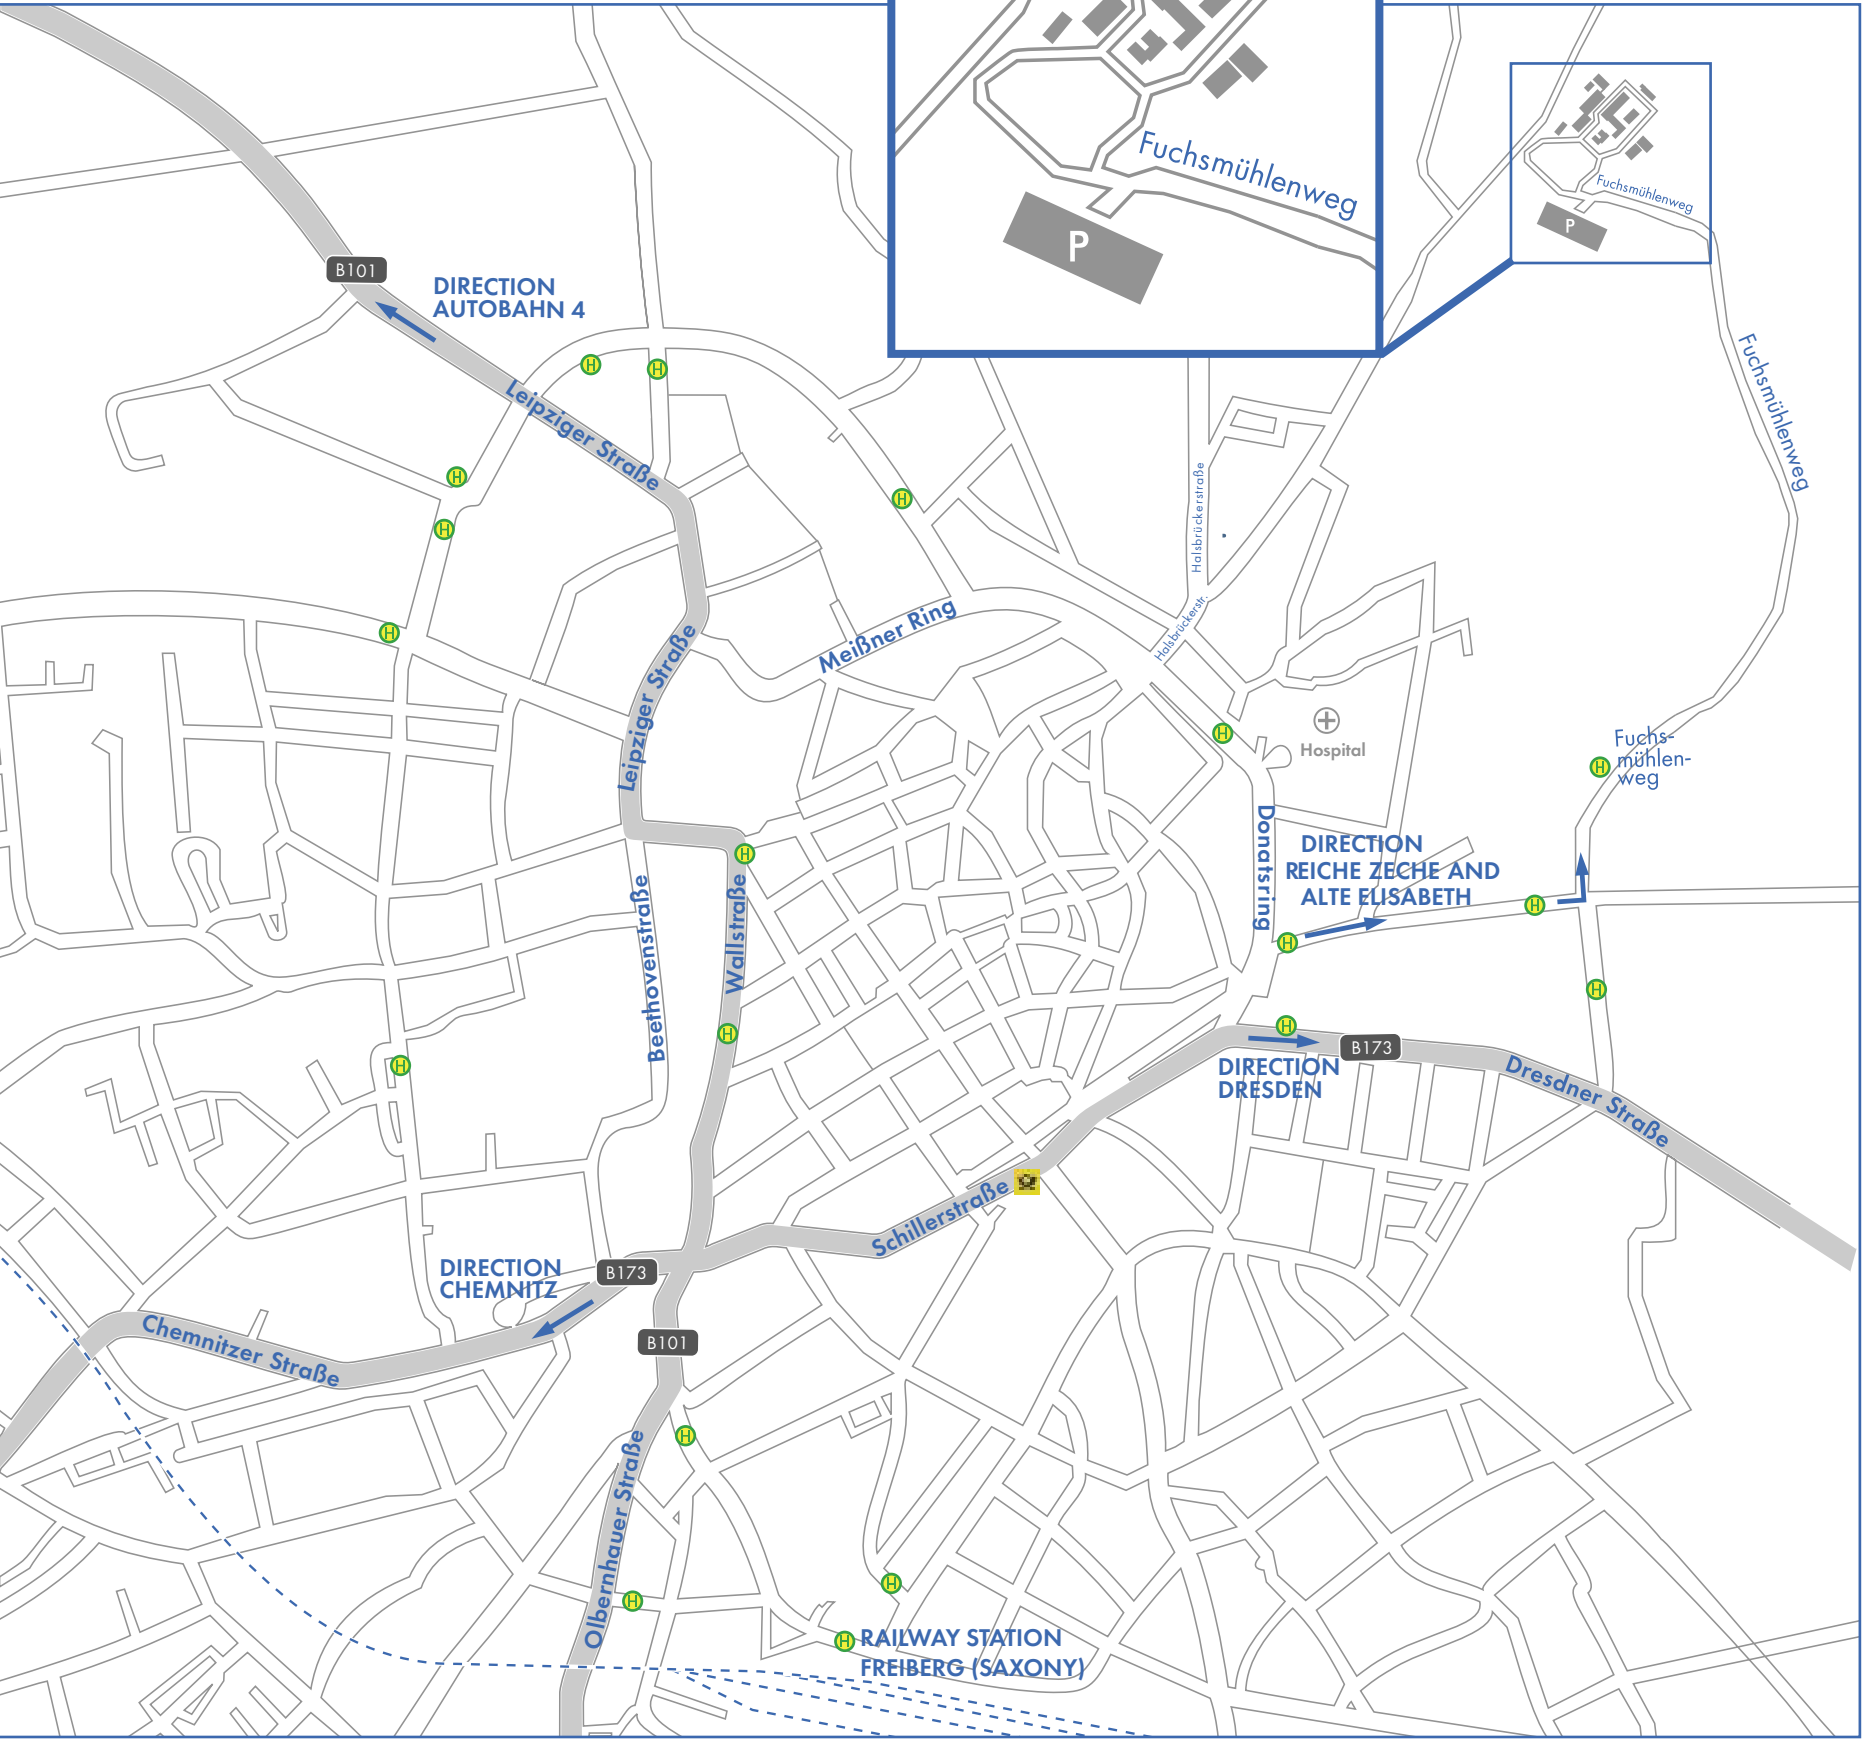 Fuchsmühlenweg
P
Fuchsmühlenweg
P
B101
DIRECTION
AUTOBAHN 4
H
H
Leipziger Straße
Fuchsmühlenweg
H
H
H
Halsbrückerstraße
Halsbrückerstr.
Meißner Ring
H
Leipziger Straße
H
Hospital
Fuchs-
mühlen-
weg
H
Donatsring
DIRECTION
REICHE ZECHE AND
ALTE ELISABETH
H
Wallstraße
Beethovenstraße
H
H
H
H
H
H
B173
DIRECTION
DRESDEN
Dresdner Straße
Schillerstraße
DIRECTION
CHEMNITZ
B173
Chemnitzer Straße
B101
H
Olbernhauer Straße
H
H
H
RAILWAY STATION
FREIBERG (SAXONY)